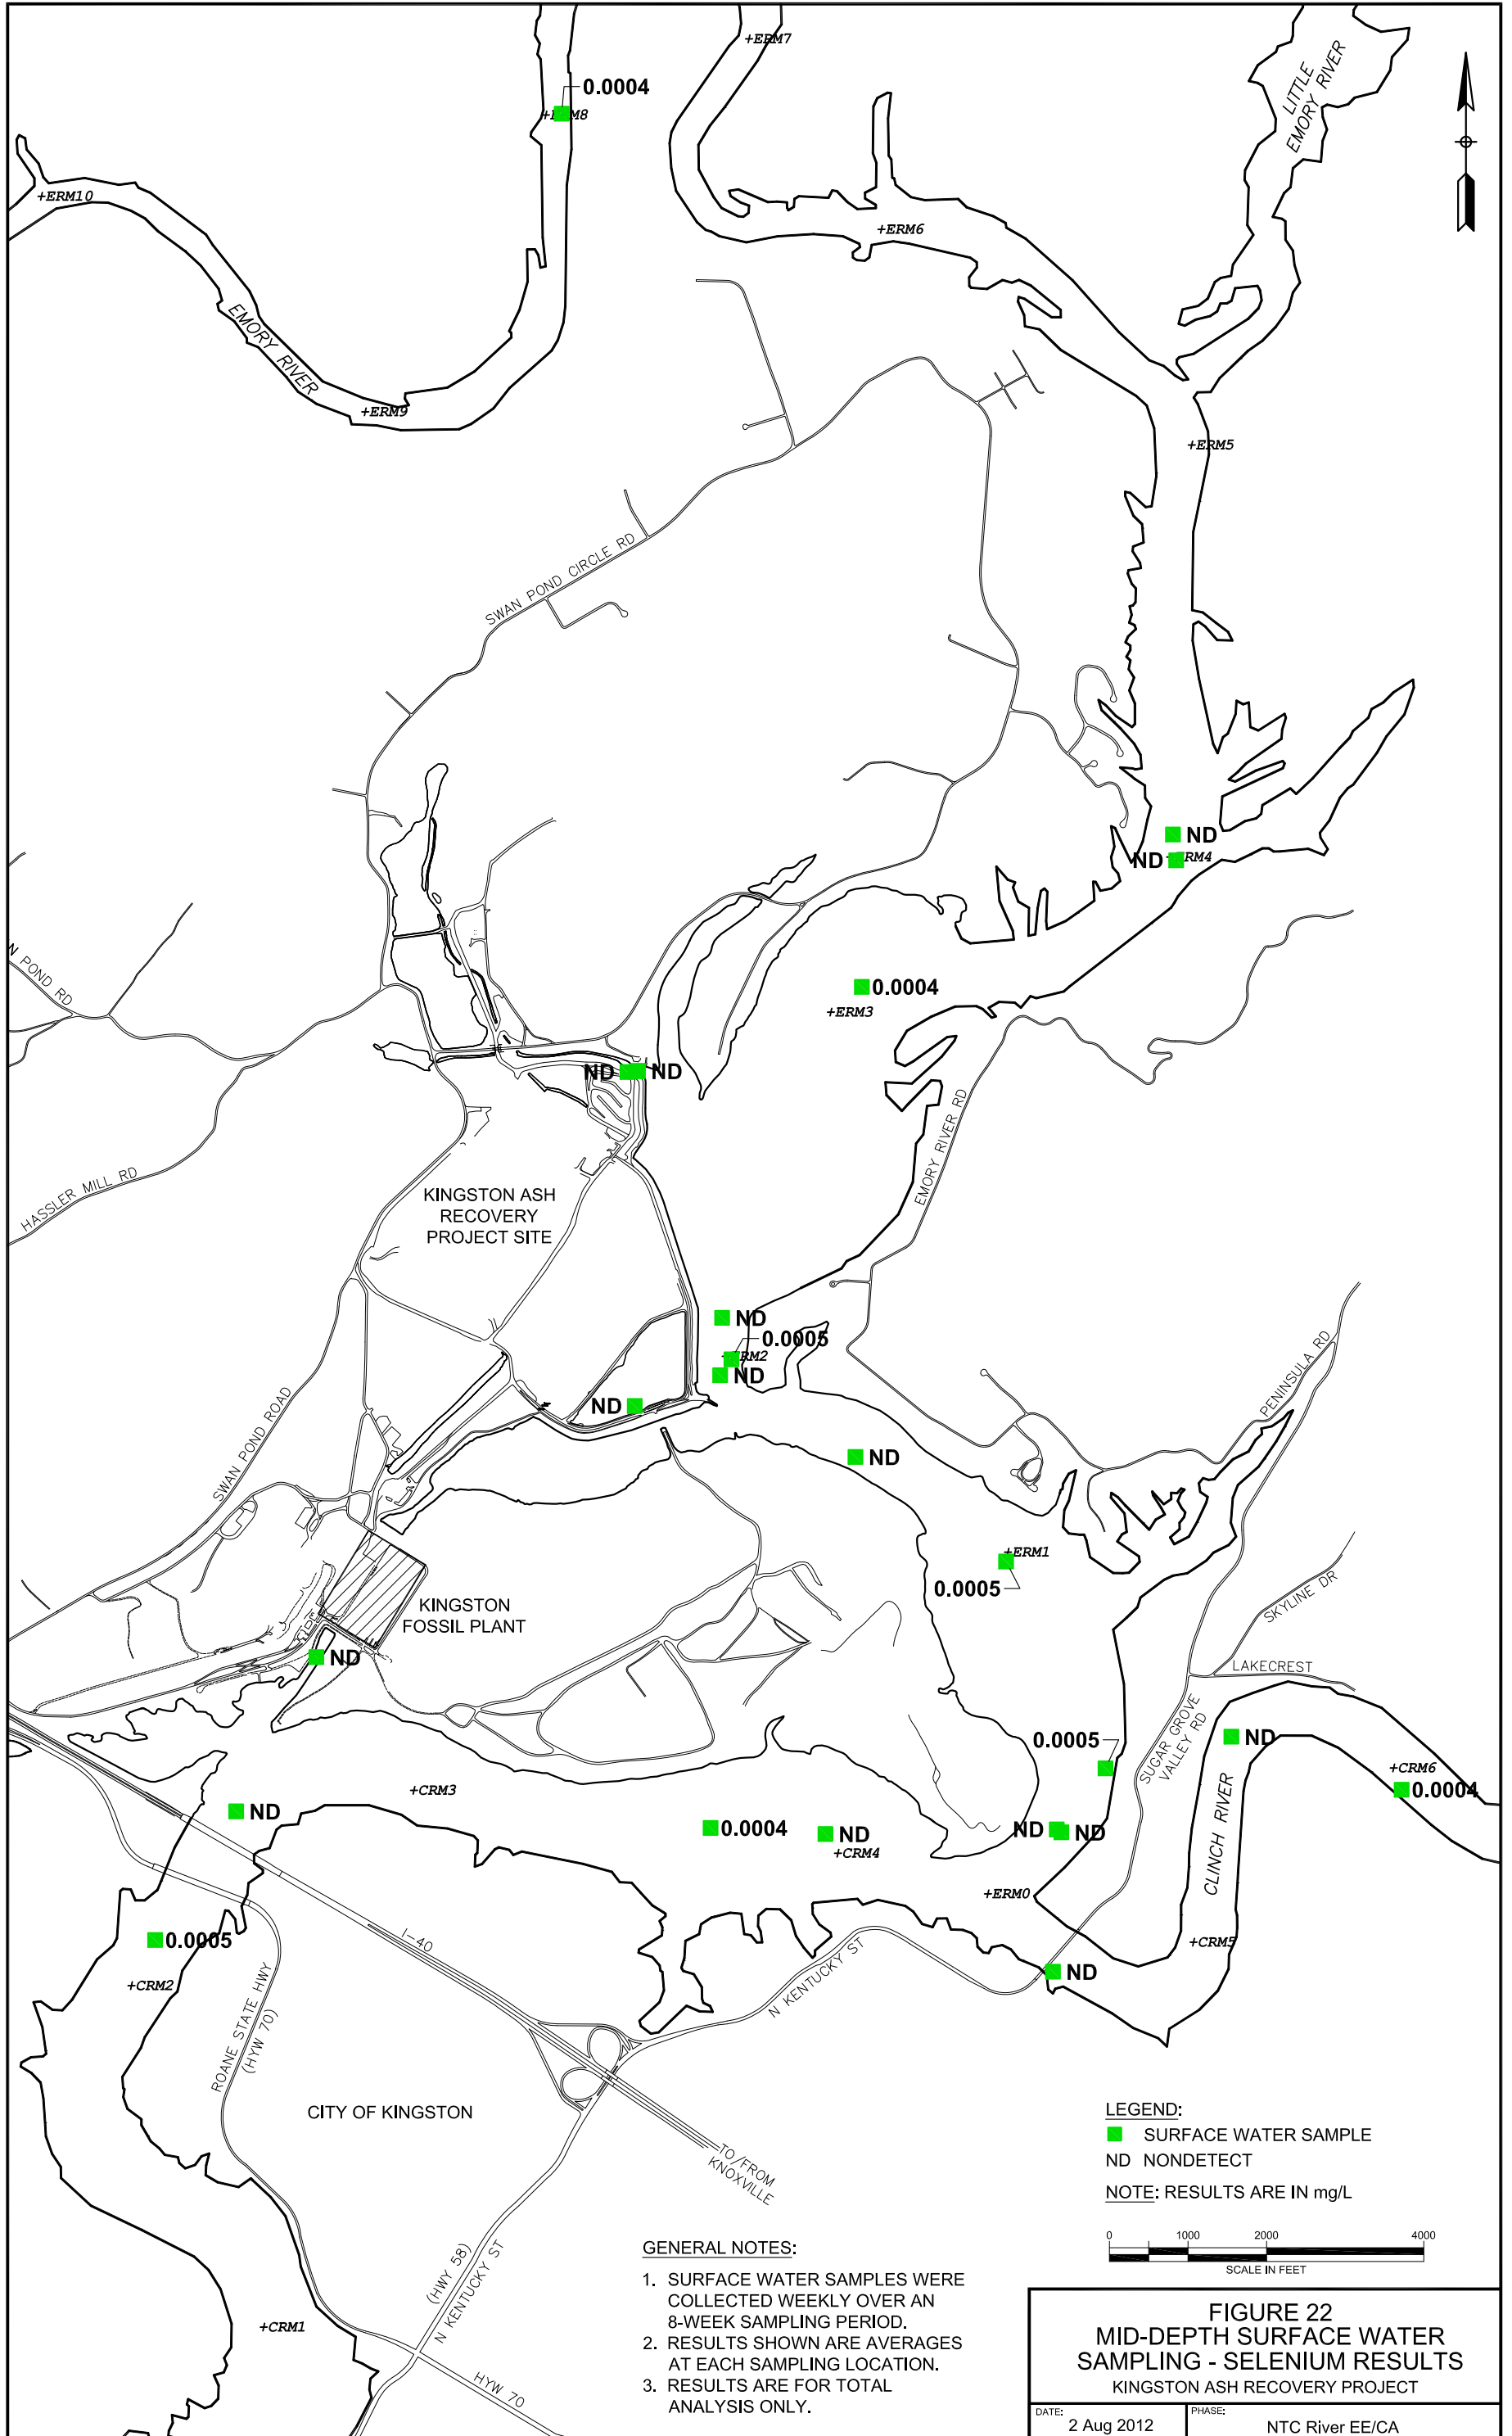 +ERM7
0.0004
LITTLE
EMORY RIVER
+ERM10
+ERM6
EMORY RIVER
+ERM9
+ERM5
SWAN POND CIRCLE RD
ND
ND
RM4
N POND RD
0.0004
+ERM3
ND
ND
EMORY RIVER RD
HASSLER MILL RD
KINGSTON ASH
RECOVERY
PROJECT SITE
ND
0.0005
RM2
ND
ND
PENINSULA RD
SWAN POND ROAD
ND
+ERM1
0.0005
SKYLINE DR
KINGSTON
FOSSIL PLANT
ND
LAKECREST
SUGAR GROVE
VALLEY RD
0.0005
ND
+CRM6
0.0004
+CRM3
ND
0.0004
ND
+CRM4
ND
ND
CLINCH RIVER
+ERM0
+CRM5
0.0005
I-40
+CRM2
ND
N KENTUCKY ST
ROANE STATE HWY
(HYW 70)
CITY OF KINGSTON
TO/FROM
KNOXVILLE
LEGEND:
SURFACE WATER SAMPLE
ND NONDETECT
NOTE: RESULTS ARE IN mg/L
0 1000 2000 4000
SCALE IN FEET
(HWY 58)
N KENTUCKY ST
+CRM1
HYW 70
GENERAL NOTES:
1. SURFACE WATER SAMPLES WERE
COLLECTED WEEKLY OVER AN
8-WEEK SAMPLING PERIOD.
2. RESULTS SHOWN ARE AVERAGES
AT EACH SAMPLING LOCATION.
3. RESULTS ARE FOR TOTAL
ANALYSIS ONLY.
FIGURE 22
MID-DEPTH SURFACE WATER
SAMPLING - SELENIUM RESULTS
KINGSTON ASH RECOVERY PROJECT
DATE:
2 Aug 2012
PHASE:
NTC River EE/CA